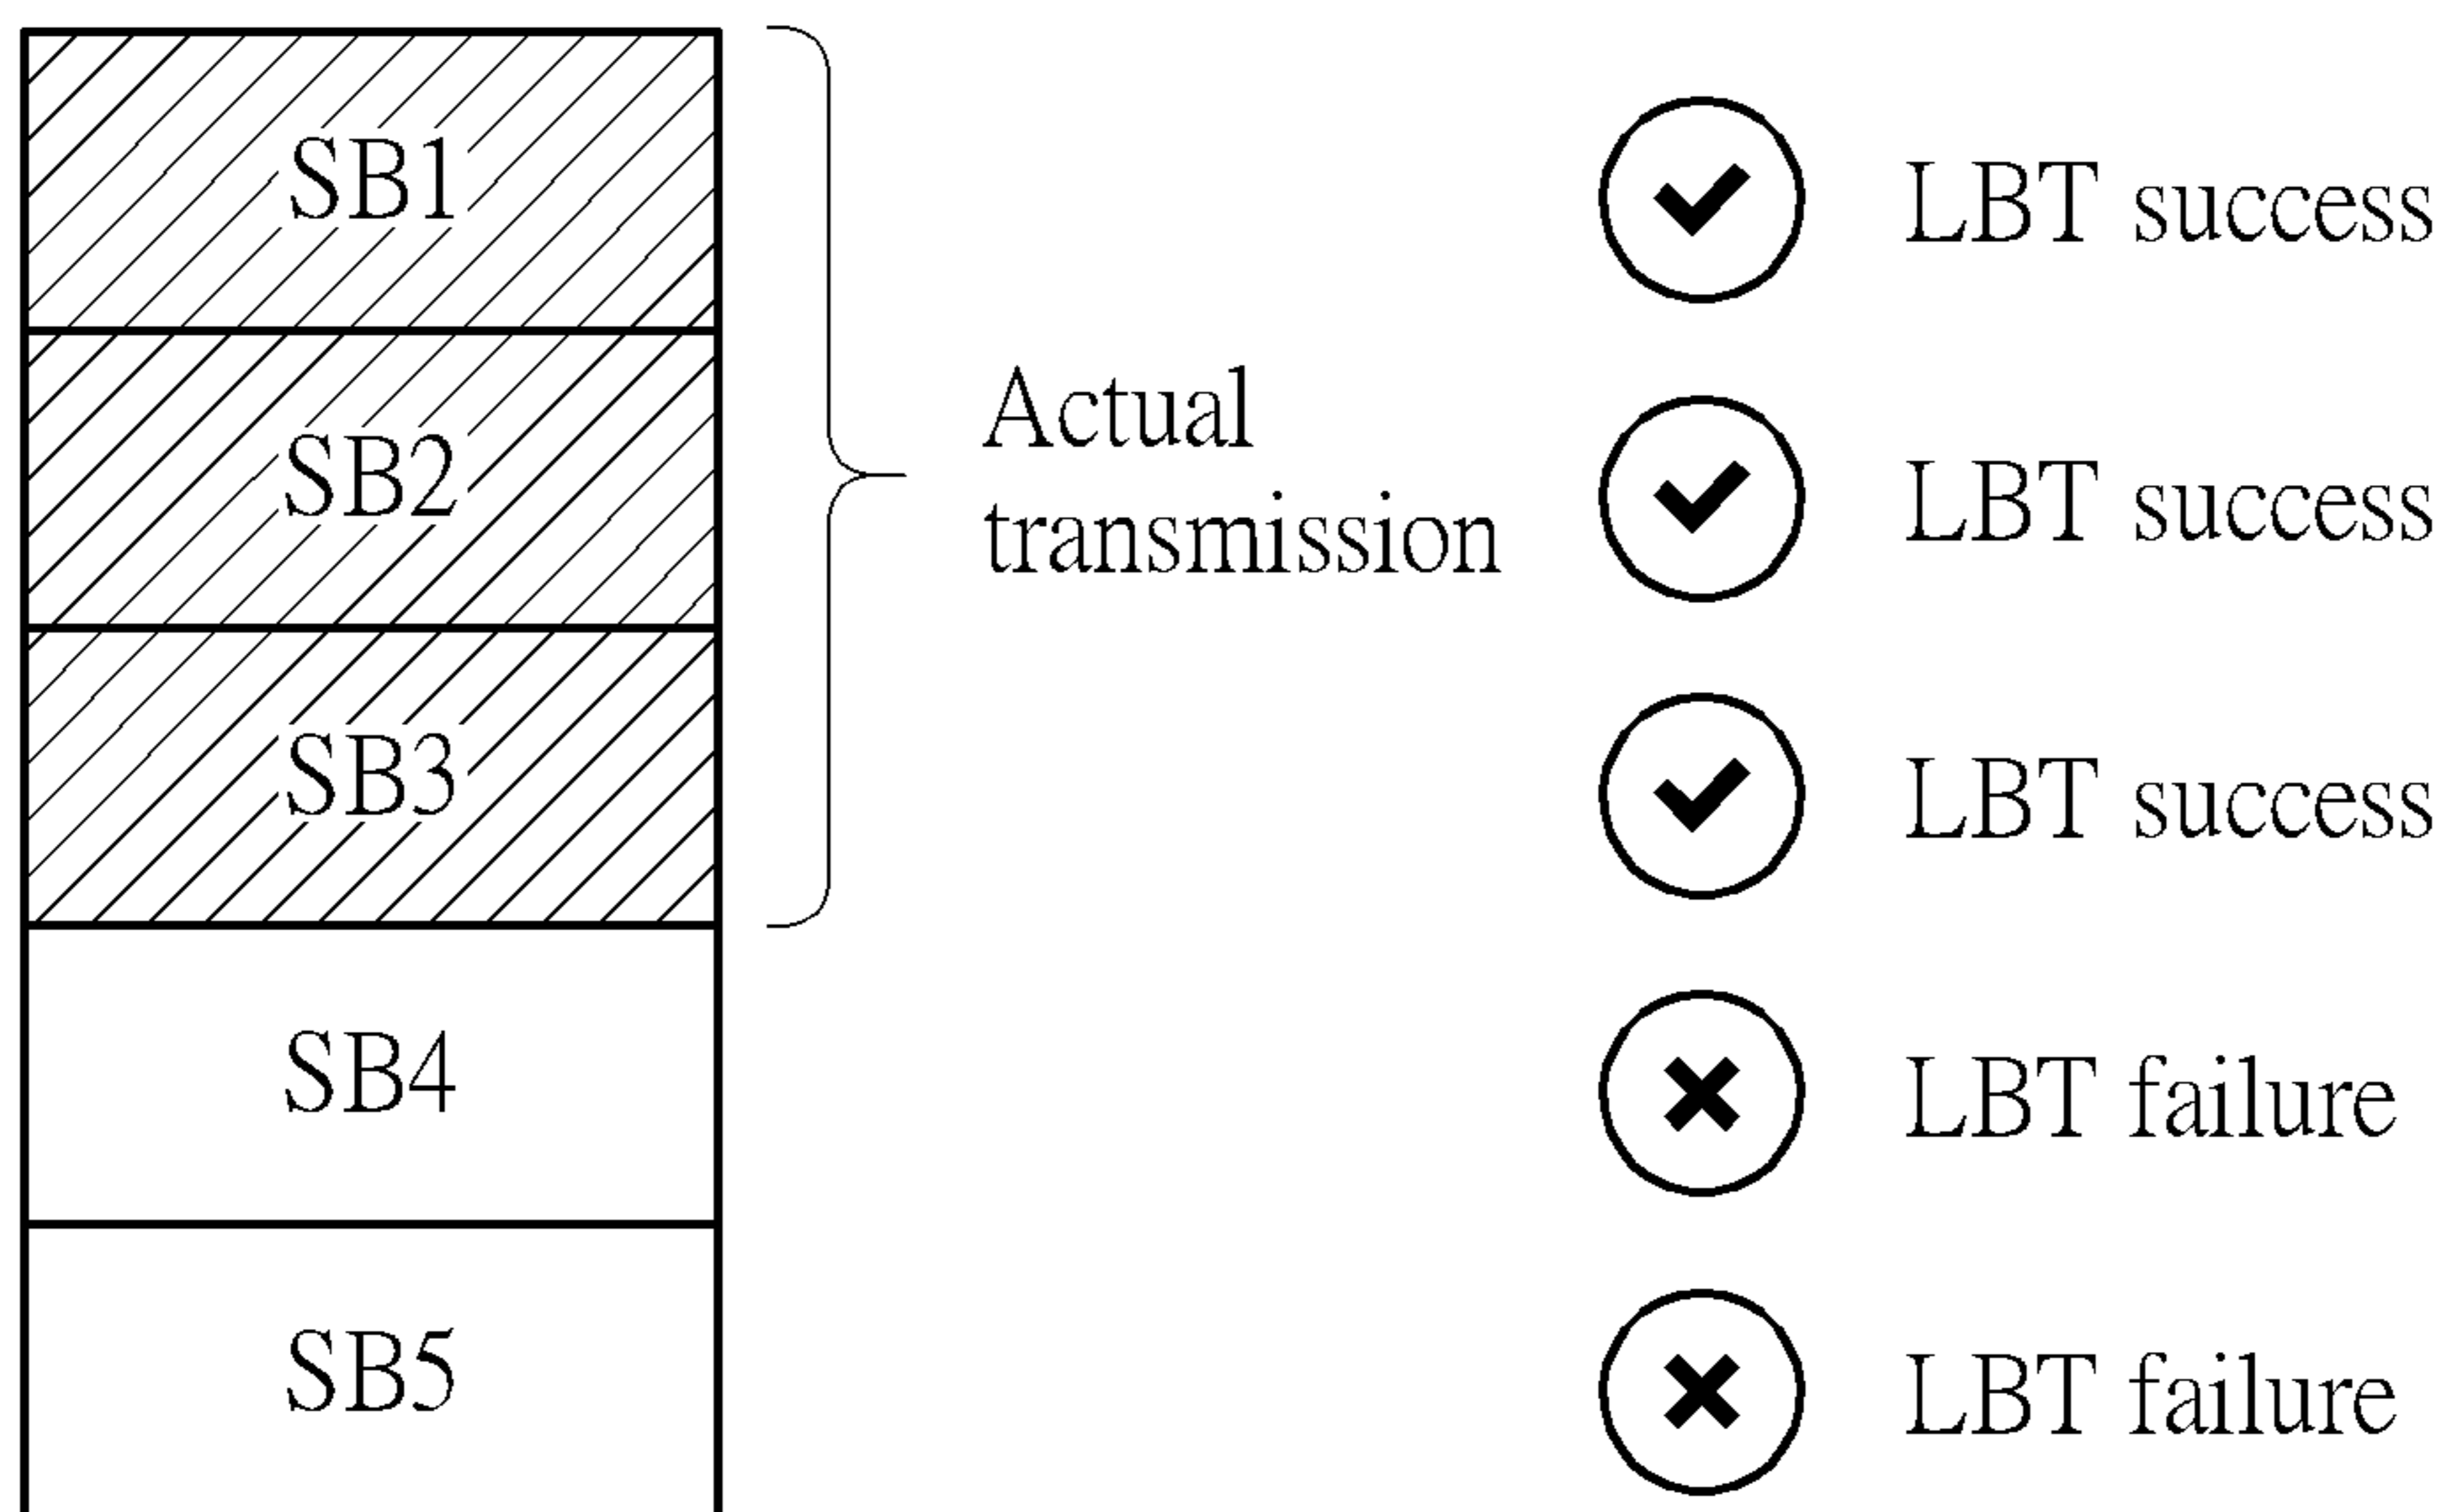 SB1
LBT success
SB2
Actual
transmission
LBT success
SB3
LBT success
SB4
LBT failure
SB5
LBT failure